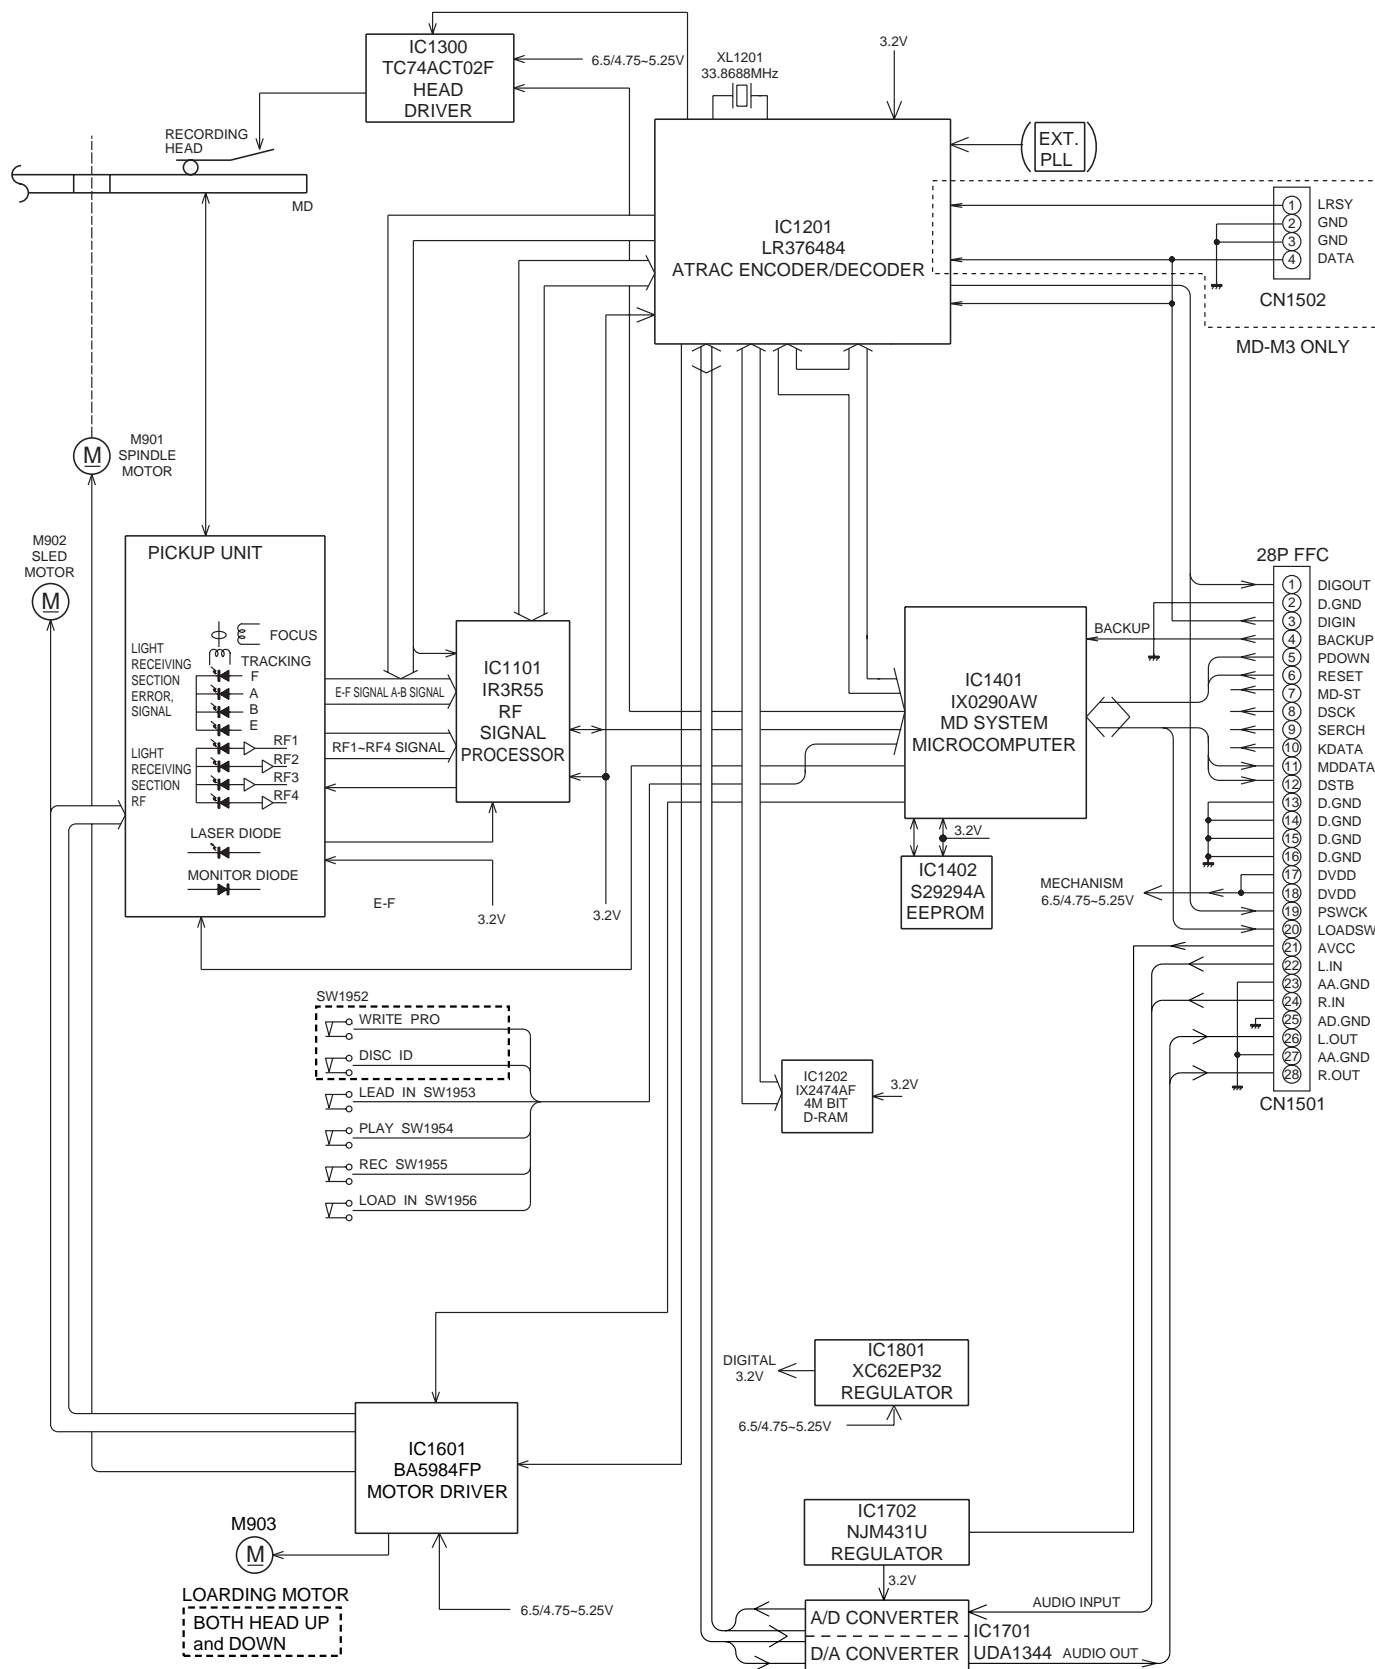 IC1300
TC74ACT02F
HEAD
DRIVER
6.5/4.75~5.25V
XL1201
33.8688MHz
3.2V
RECORDING
HEAD
MD
EXT.
PLL
IC1201
LR376484
ATRAC ENCODER/DECODER
1 LRSY
2 GND
3 GND
4 DATA
CN1502
MD-M3 ONLY
M901
SPINDLE
MOTOR
M902
SLED
MOTOR
M
M
PICKUP UNIT
FOCUS
TRACKING
LIGHT
RECEIVING
SECTION
ERROR,
SIGNAL
F
A
B
E
LIGHT
RECEIVING
SECTION
RF
RF1
RF2
RF3
RF4
LASER DIODE
MONITOR DIODE
E-F SIGNAL A-B SIGNAL
RF1~RF4 SIGNAL
IC1101
IR3R55
RF
SIGNAL
PROCESSOR
E-F
3.2V
3.2V
IC1401
IX0290AW
MD SYSTEM
MICROCOMPUTER
BACKUP
3.2V
IC1402
S29294A
EEPROM
MECHANISM
6.5/4.75~5.25V
28P FFC
1 DIGOUT
2 D.GND
3 DIGIN
4 BACKUP
5 PDOWN
6 RESET
7 MD-ST
8 DSCK
9 SERCH
10 KDATA
11 MDDATA
12 DSTB
13 D.GND
14 D.GND
15 D.GND
16 D.GND
17 DVDD
18 DVDD
19 PSWCK
20 LOADSW
21 AVCC
22 L.IN
23 AA.GND
24 R.IN
25 AD.GND
26 L.OUT
27 AA.GND
28 R.OUT
CN1501
SW1952
WRITE PRO
DISC ID
LEAD IN SW1953
PLAY SW1954
REC SW1955
LOAD IN SW1956
IC1202
IX2474AF
4M BIT
D-RAM
3.2V
DIGITAL
3.2V
IC1801
XC62EP32
REGULATOR
6.5/4.75~5.25V
IC1601
BA5984FP
MOTOR DRIVER
M903
M
LOARDING MOTOR
BOTH HEAD UP
and DOWN
6.5/4.75~5.25V
IC1702
NJM431U
REGULATOR
3.2V
A/D CONVERTER
D/A CONVERTER
IC1701
UDA1344
AUDIO INPUT
AUDIO OUT